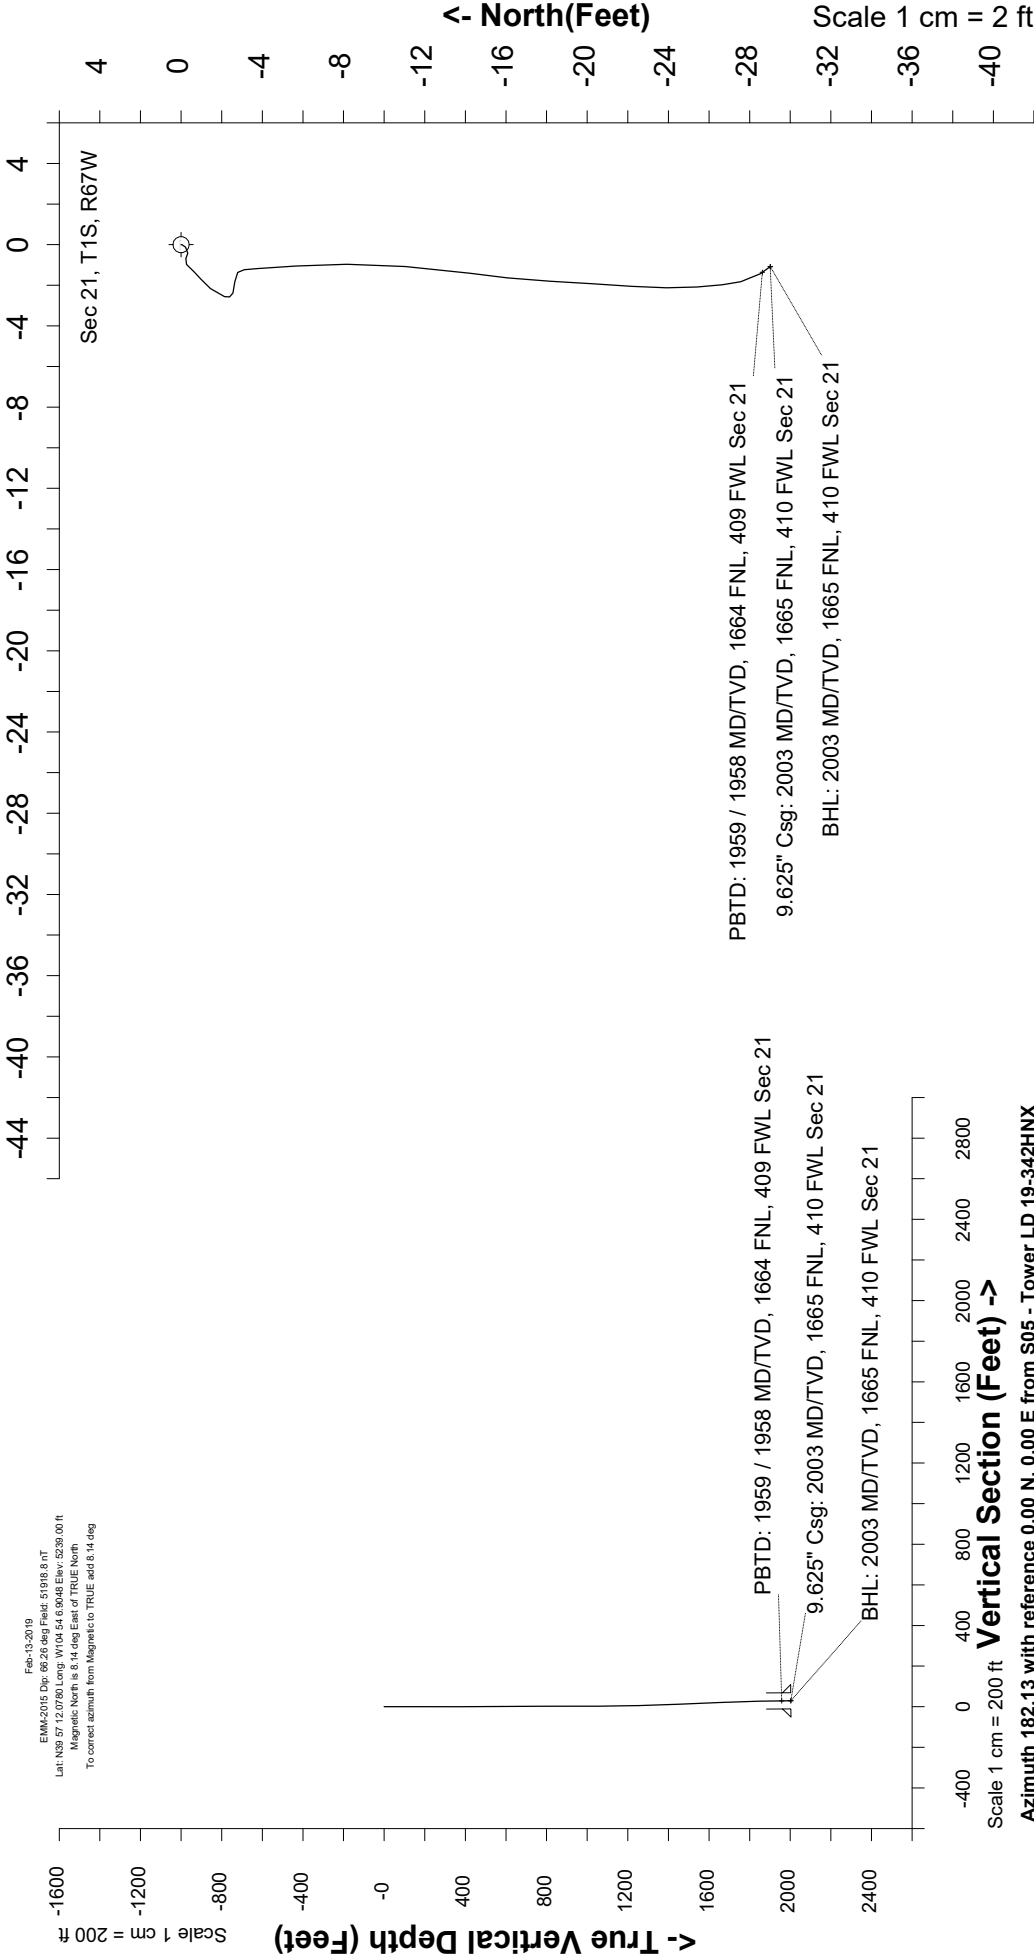 Feb-13-2019
EMM-2015 Dip: 66.26 deg Field: 51918.8 nT
Lat: N39 57 12.0780 Long: W104 54 6.9048 Elev: 5239.00 ft
Magnetic North is 8.14 deg East of TRUE North
To correct azimuth from Magnetic to TRUE add 8.14 deg
-44 -40 -36 -32 -28 -24 -20 -16 -12 -8 -4 0 4
Sec 21, T1S, R67W
4
0
-4
-8
-12
-16
-20
-24
-28
-32
-36
-40
<- North(Feet)
Scale 1 cm = 2 ft
PBTD: 1959 / 1958 MD/TVD, 1664 FNL, 409 FWL Sec 21
9.625" Csg: 2003 MD/TVD, 1665 FNL, 410 FWL Sec 21
BHL: 2003 MD/TVD, 1665 FNL, 410 FWL Sec 21
Scale 1 cm = 200 ft
<- True Vertical Depth (Feet)
-1600
-1200
-800
-400
-0
400
800
1200
1600
2000
2400
PBTD: 1959 / 1958 MD/TVD, 1664 FNL, 409 FWL Sec 21
9.625" Csg: 2003 MD/TVD, 1665 FNL, 410 FWL Sec 21
BHL: 2003 MD/TVD, 1665 FNL, 410 FWL Sec 21
-400 0 400 800 1200 1600 2000 2400 2800
Scale 1 cm = 200 ft Vertical Section (Feet) ->
Azimuth 182.13 with reference 0.00 N, 0.00 E from S05 - Tower LD 19-342HNX